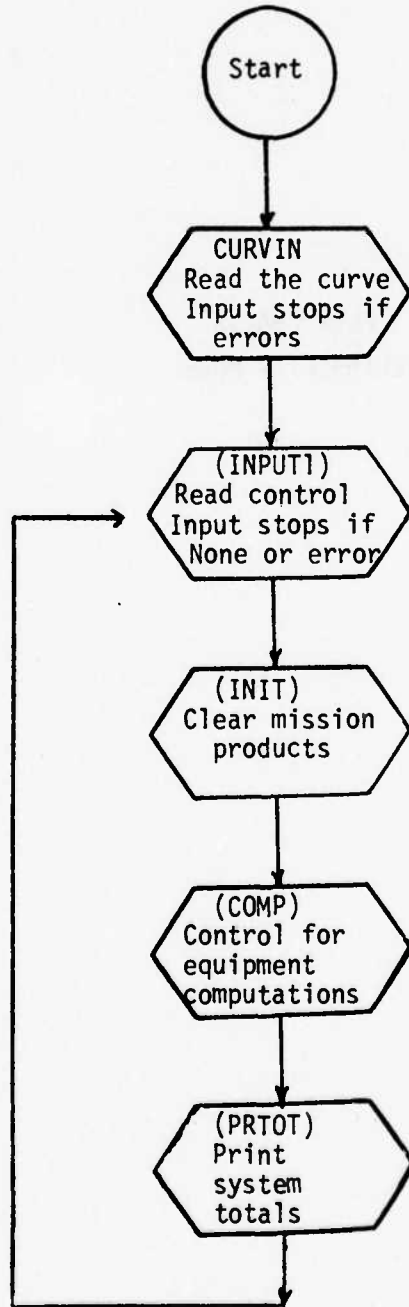 Start
CURVIN
Read the curve
Input stops if
errors
(INPUT1)
Read control
Input stops if
None or error
(INIT)
Clear mission
products
(COMP)
Control for
equipment
computations
(PRTOT)
Print
system
totals